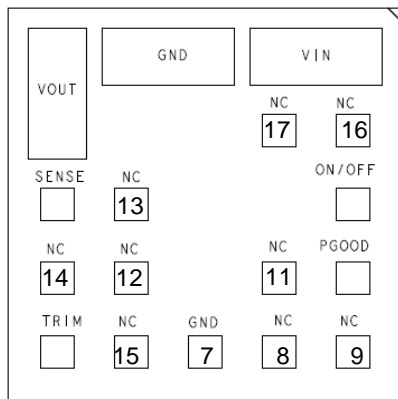 GND
VIN
VOUT
NC NC
17 16
SENSE NC ON/OFF
13
NC NC NC PGOOD
14 12 11
TRIM NC GND NC NC
15 7 8 9